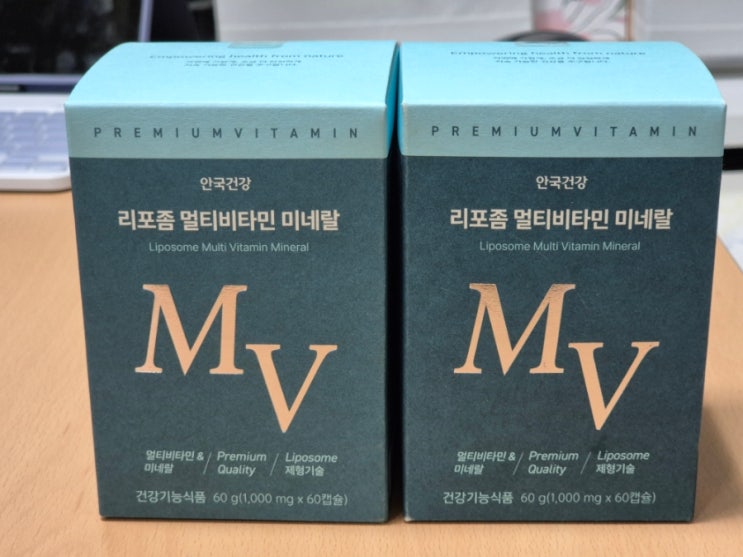 Empowering health from nature
PREMIUMVITAMIN
안국건강
리포좀 멀티비타민 미네랄
Liposome Multi Vitamin Mineral
MV
멀티비타민 & 미네랄 / Premium Quality / Liposome 제형기술
건강기능식품 60 g(1,000 mg x 60캡슐)
Empowering health from nature
PREMIUMVITAMIN
안국건강
리포좀 멀티비타민 미네랄
Liposome Multi Vitamin Mineral
MV
멀티비타민 & 미네랄 / Premium Quality / Liposome 제형기술
건강기능식품 60 g(1,000 mg x 60캡슐)